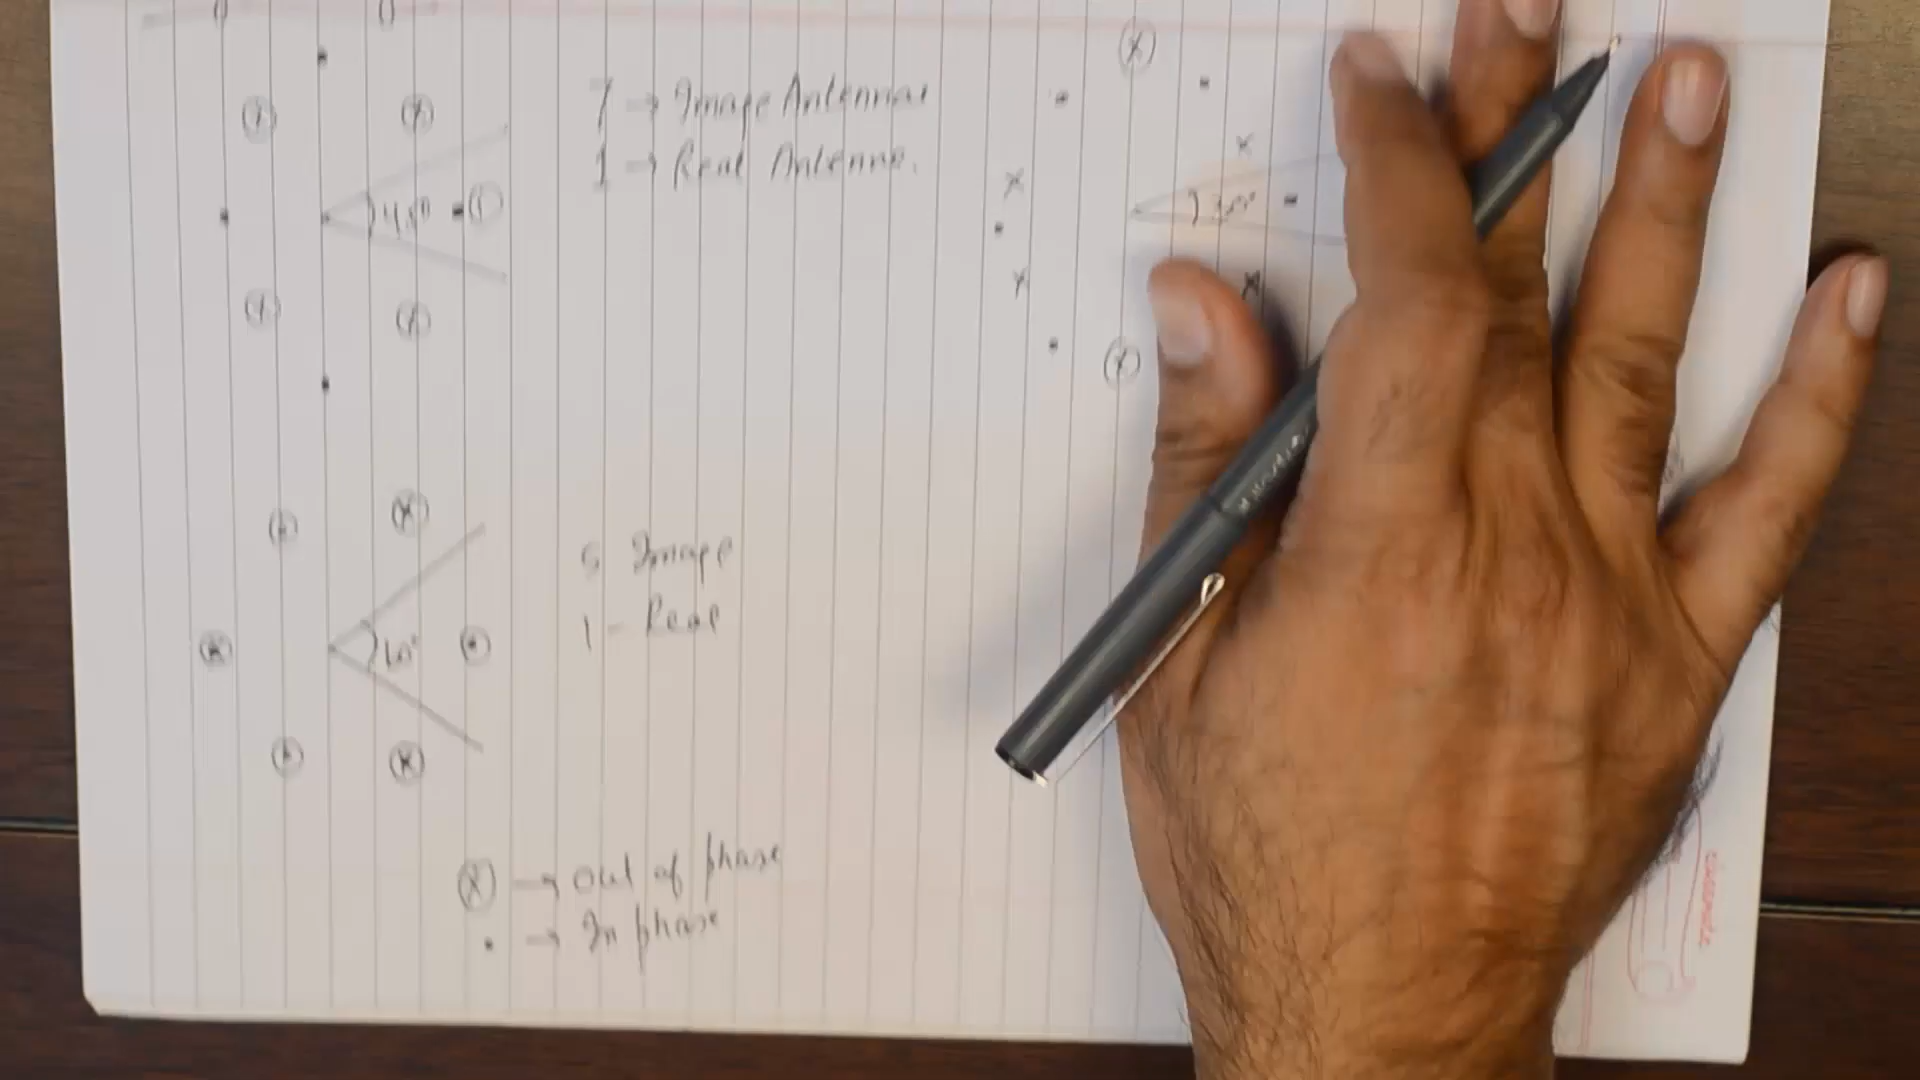 7 → Image Antennas
1 → Real Antenna.
45°
30°
5 Image
1 - Real
60°
(X) → Out of phase
• → In phase